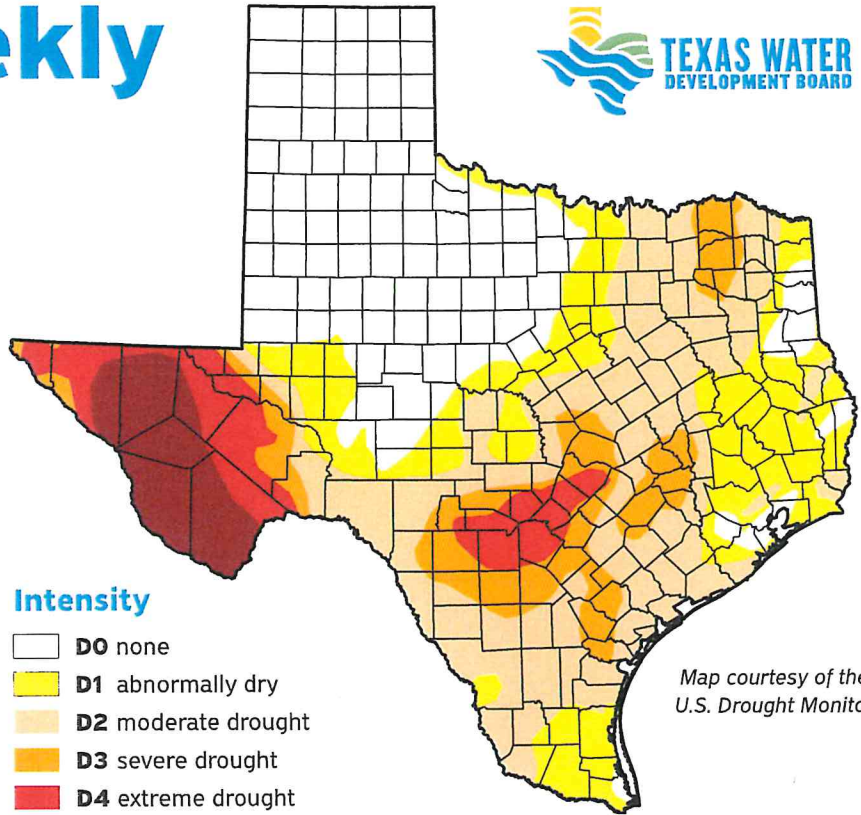 ekly
TEXAS WATER
DEVELOPMENT BOARD
Intensity
D0 none
D1 abnormally dry
D2 moderate drought
D3 severe drought
D4 extreme drought
Map courtesy of the
U.S. Drought Monito